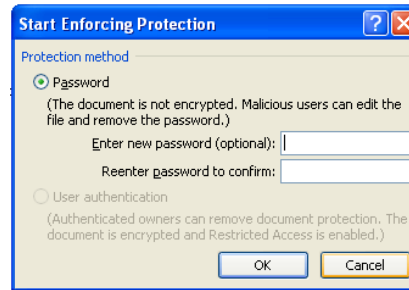 Start Enforcing Protection
Protection method
Password
(The document is not encrypted. Malicious users can edit the
file and remove the password.)
Enter new password (optional):
Reenter password to confirm:
User authentication
(Authenticated owners can remove document protection. The
document is encrypted and Restricted Access is enabled.)
OK
Cancel